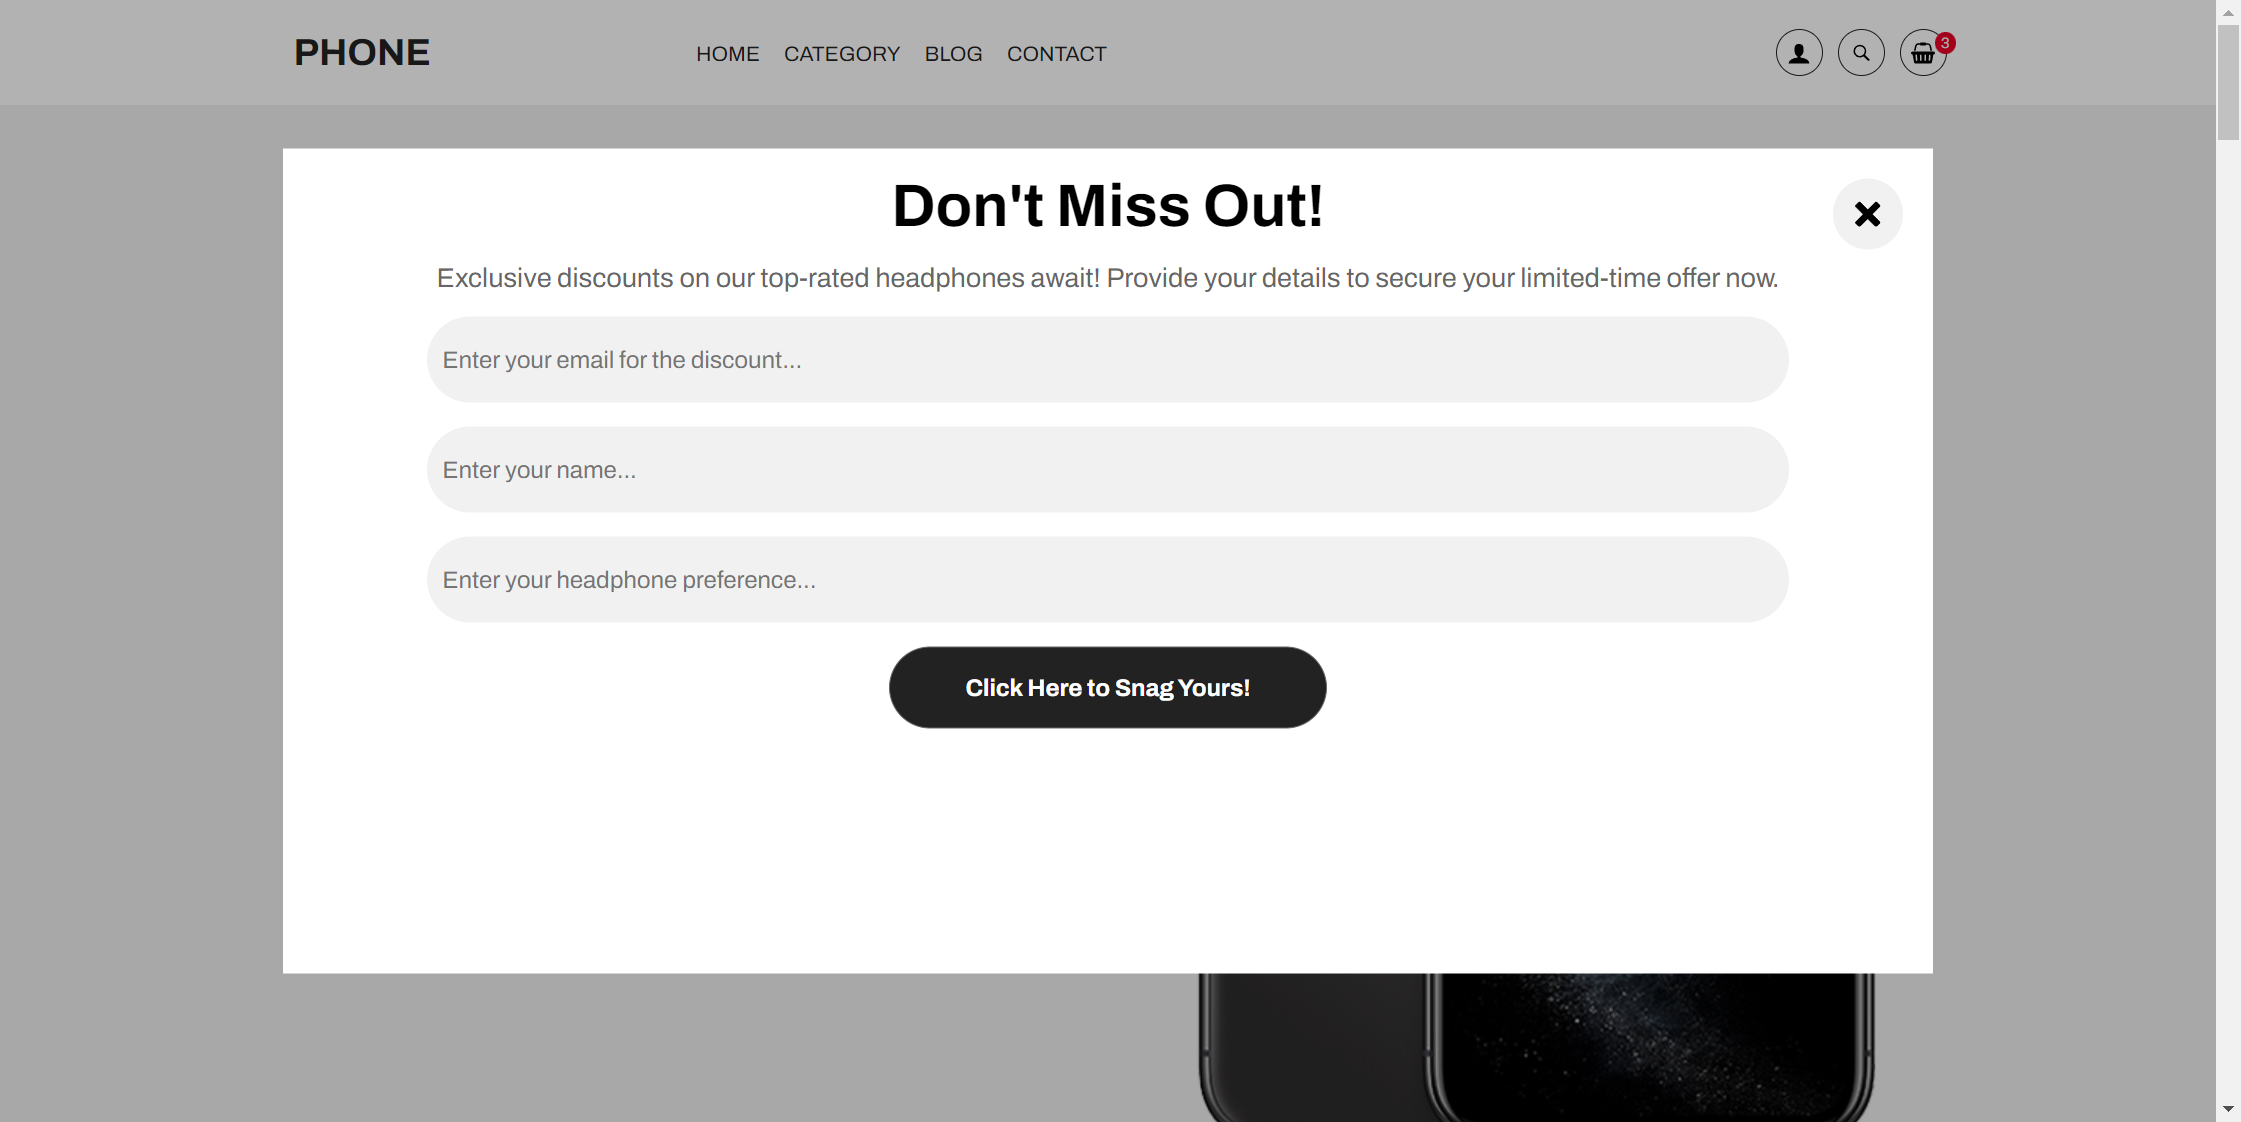 PHONE
HOME CATEGORY BLOG CONTACT
3
Don't Miss Out!
Exclusive discounts on our top-rated headphones await! Provide your details to secure your limited-time offer now.
Enter your email for the discount...
Enter your name...
Enter your headphone preference...
Click Here to Snag Yours!